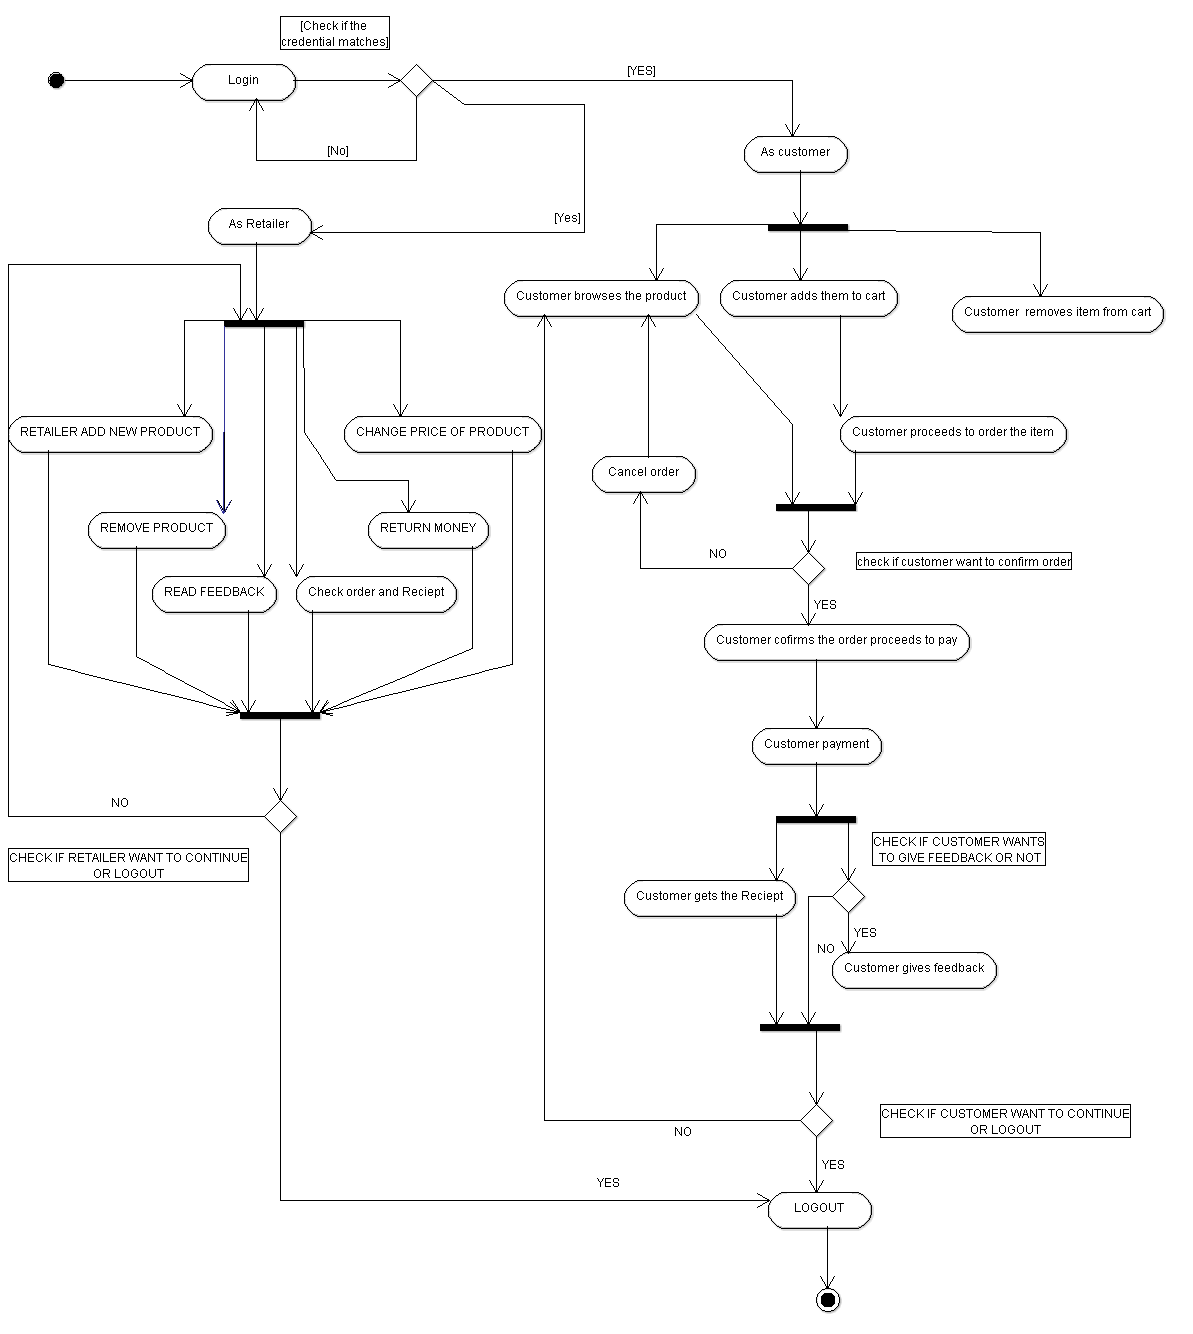 [Check if the
credential matches]
[YES]
Login
[No]
As customer
As Retailer
[Yes]
Customer browses the product
Customer adds them to cart
Customer  removes item from cart
RETAILER ADD NEW PRODUCT
CHANGE PRICE OF PRODUCT
Customer proceeds to order the item
Cancel order
REMOVE PRODUCT
RETURN MONEY
NO
check if customer want to confirm order
READ FEEDBACK
Check order and Reciept
YES
Customer cofirms the order proceeds to pay
Customer payment
NO
CHECK IF RETAILER WANT TO CONTINUE
OR LOGOUT
CHECK IF CUSTOMER WANTS
TO GIVE FEEDBACK OR NOT
Customer gets the Reciept
YES
NO
Customer gives feedback
CHECK IF CUSTOMER WANT TO CONTINUE
OR LOGOUT
NO
YES
YES
LOGOUT